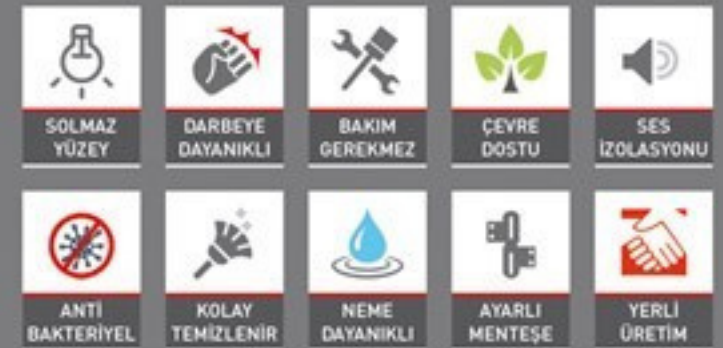 SOLMAZ
YÜZEY
DARBEYE
DAYANIKLI
BAKIM
GEREKMEZ
ÇEVRE
DOSTU
SES
İZOLASYONU
ANTİ
BAKTERİYEL
KOLAY
TEMİZLENİR
NEME
DAYANIKLI
AYARLI
MENTEŞE
YERLİ
ÜRETİM